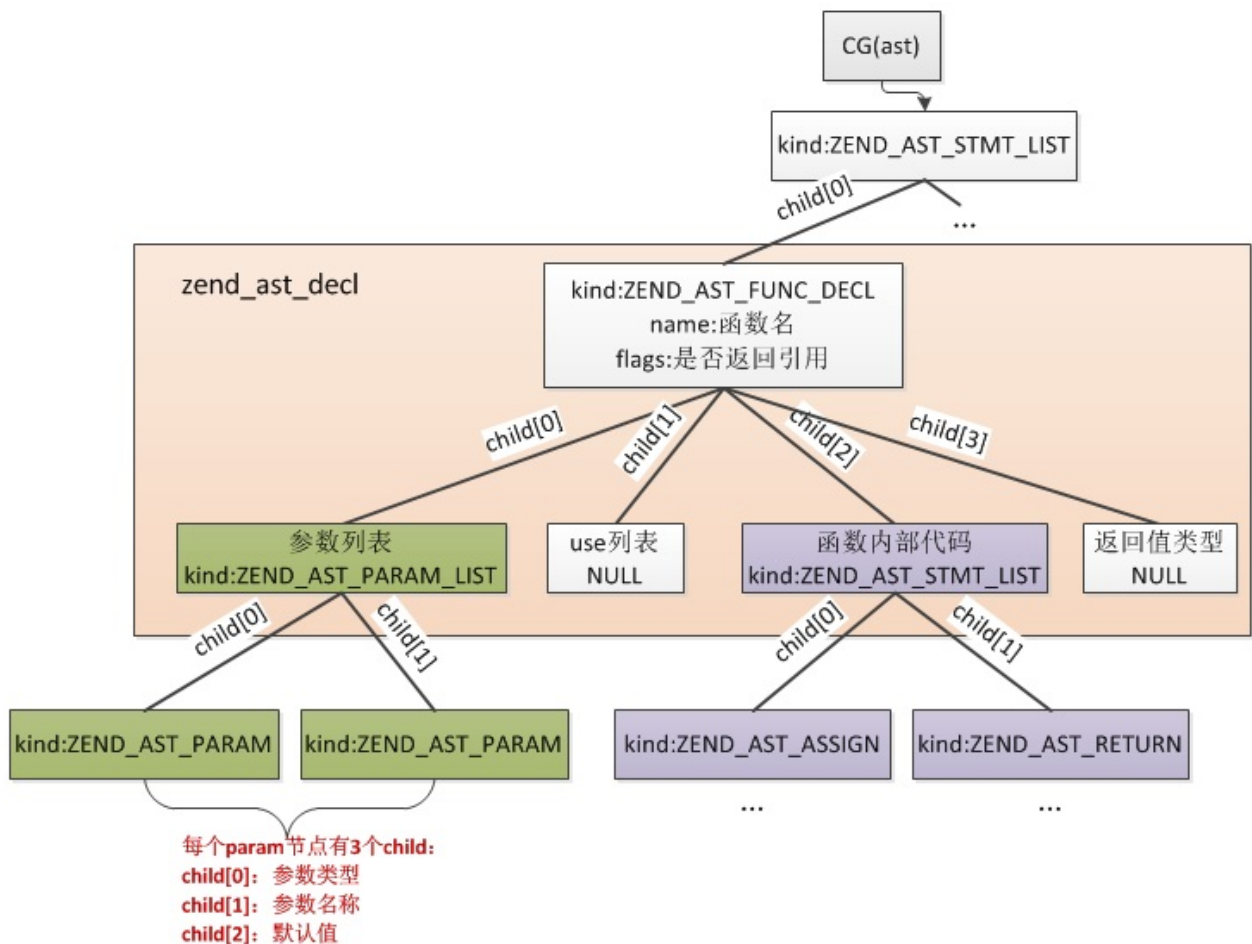 CG(ast)
kind:ZEND_AST_STMT_LIST
child[0]
...
zend_ast_decl
kind:ZEND_AST_FUNC_DECL
name:函数名
flags:是否返回引用
child[0]
child[1]
child[2]
child[3]
参数列表
kind:ZEND_AST_PARAM_LIST
use列表
NULL
函数内部代码
kind:ZEND_AST_STMT_LIST
返回值类型
NULL
child[0]
child[1]
child[0]
child[1]
kind:ZEND_AST_PARAM
kind:ZEND_AST_PARAM
kind:ZEND_AST_ASSIGN
kind:ZEND_AST_RETURN
...
...
每个param节点有3个child：
child[0]：参数类型
child[1]：参数名称
child[2]：默认值